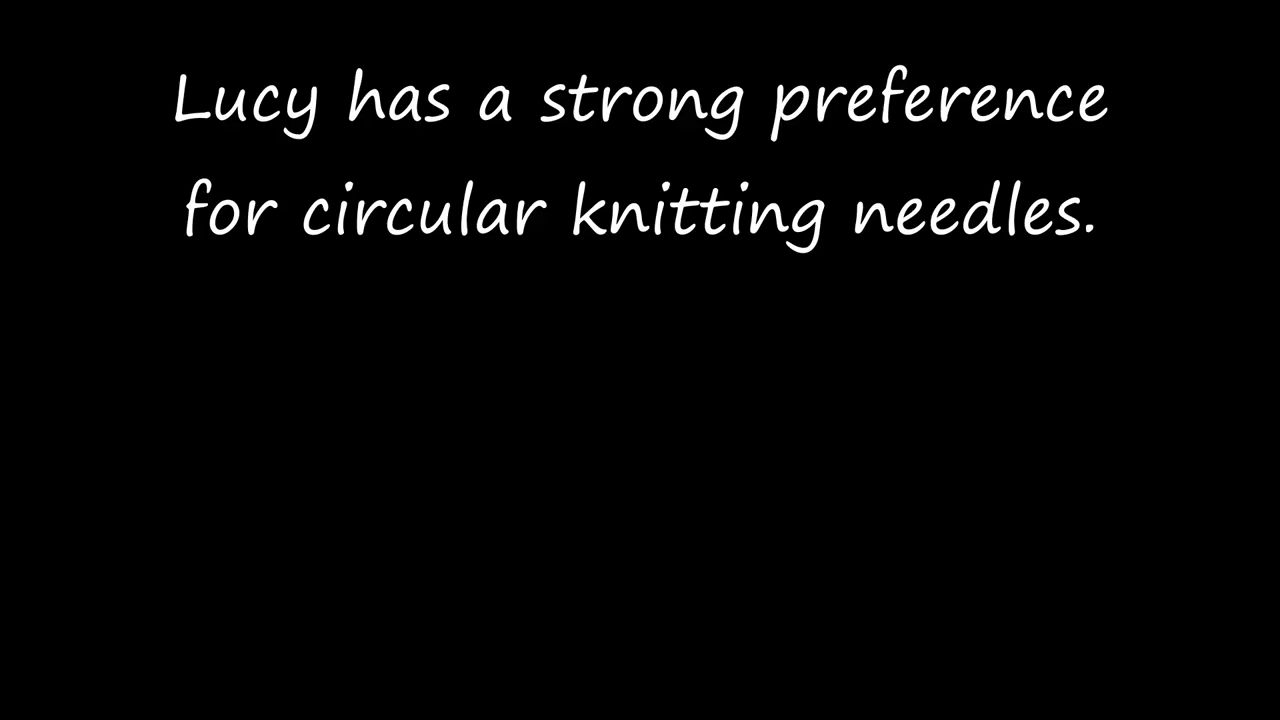 Lucy has a strong preference
for circular knitting needles.